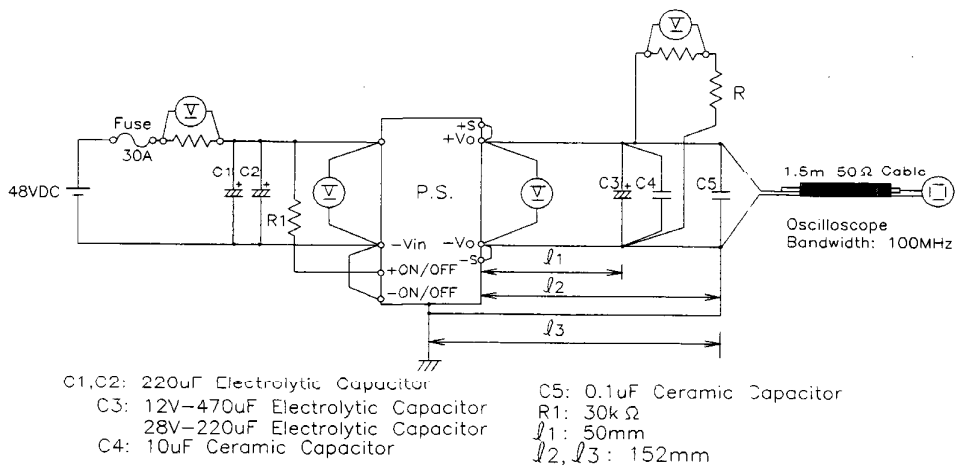 V
R
Fuse
30A
V
+S
+Vo
C1 + C2 +
48VDC
R1
V
P.S.
V
C3 +
C4
C5
1.5m 50Ω Cable
Oscilloscope
Bandwidth: 100MHz
-Vin
-Vo
-S
+ON/OFF
-ON/OFF
ℓ1
ℓ2
ℓ3
C1,C2: 220uF Electrolytic Capacitor
C3: 12V-470uF Electrolytic Capacitor
28V-220uF Electrolytic Capacitor
C4: 10uF Ceramic Capacitor
C5: 0.1uF Ceramic Capacitor
R1: 30kΩ
ℓ1: 50mm
ℓ2, ℓ3: 152mm